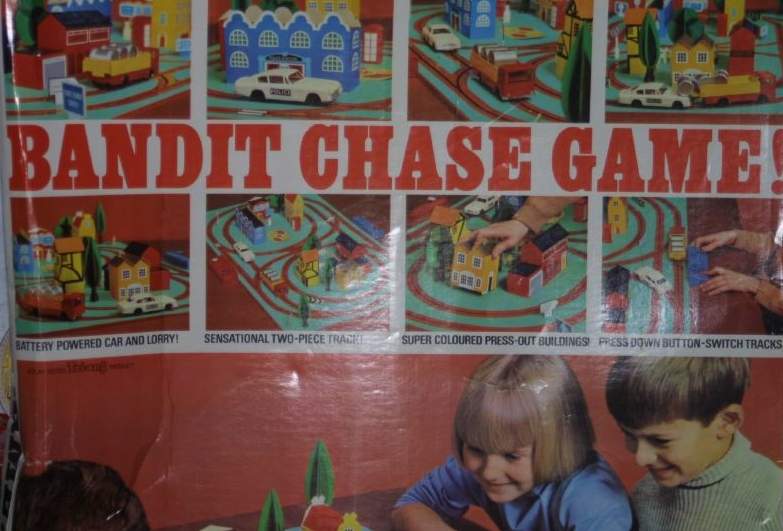 POLICE
BANDIT CHASE GAME!
BATTERY POWERED CAR AND LORRY!
SENSATIONAL TWO-PIECE TRACK!
SUPER COLOURED PRESS-OUT BUILDINGS!
PRESS DOWN BUTTON-SWITCH TRACKS